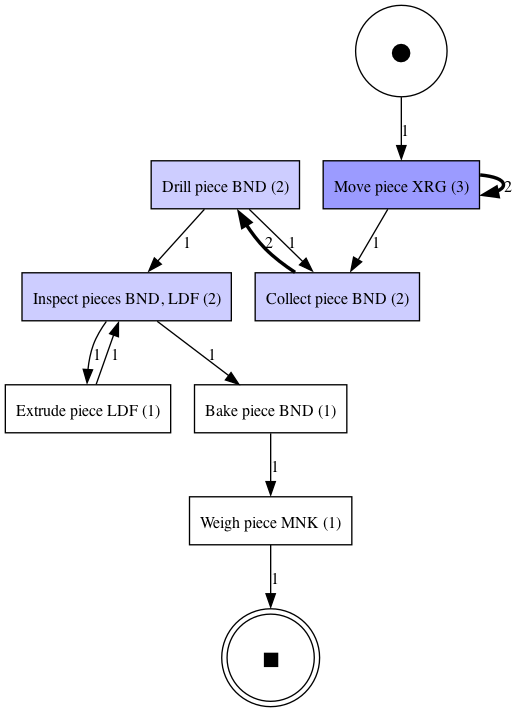 1
Drill piece BND (2)
Move piece XRG (3)
2
1
2
1
1
Inspect pieces BND, LDF (2)
Collect piece BND (2)
1
1
1
Extrude piece LDF (1)
Bake piece BND (1)
1
Weigh piece MNK (1)
1